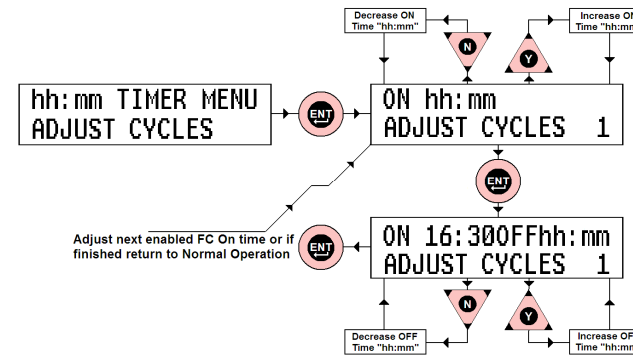 Decrease ON
Time "hh:mm"
N
Y
Increase ON
Time "hh:mm"
hh:mm TIMER MENU
ADJUST CYCLES
ENT
ON hh:mm
ADJUST CYCLES 1
ENT
Adjust next enabled FC On time or if
finished return to Normal Operation
ENT
ON 16:30OFFhh:mm
ADJUST CYCLES 1
Decrease OFF
Time "hh:mm"
N
Y
Increase OFF
Time "hh:mm"